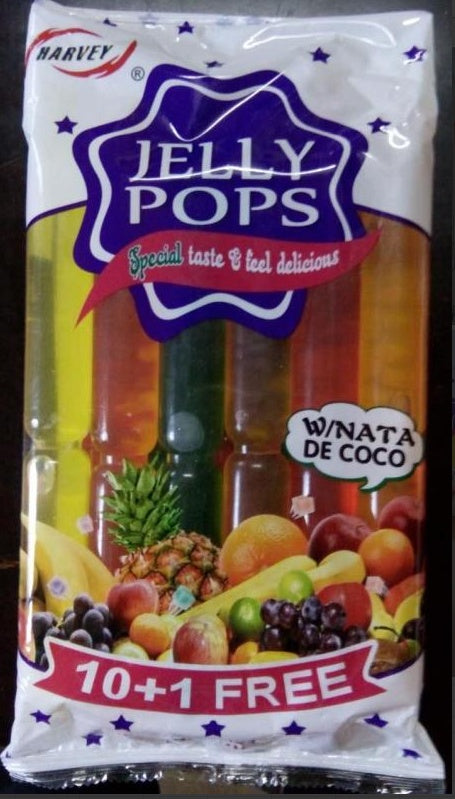 HARVEY
®
JELLY
POPS
Special taste & feel delicious
W/NATA
DE COCO
10+1 FREE